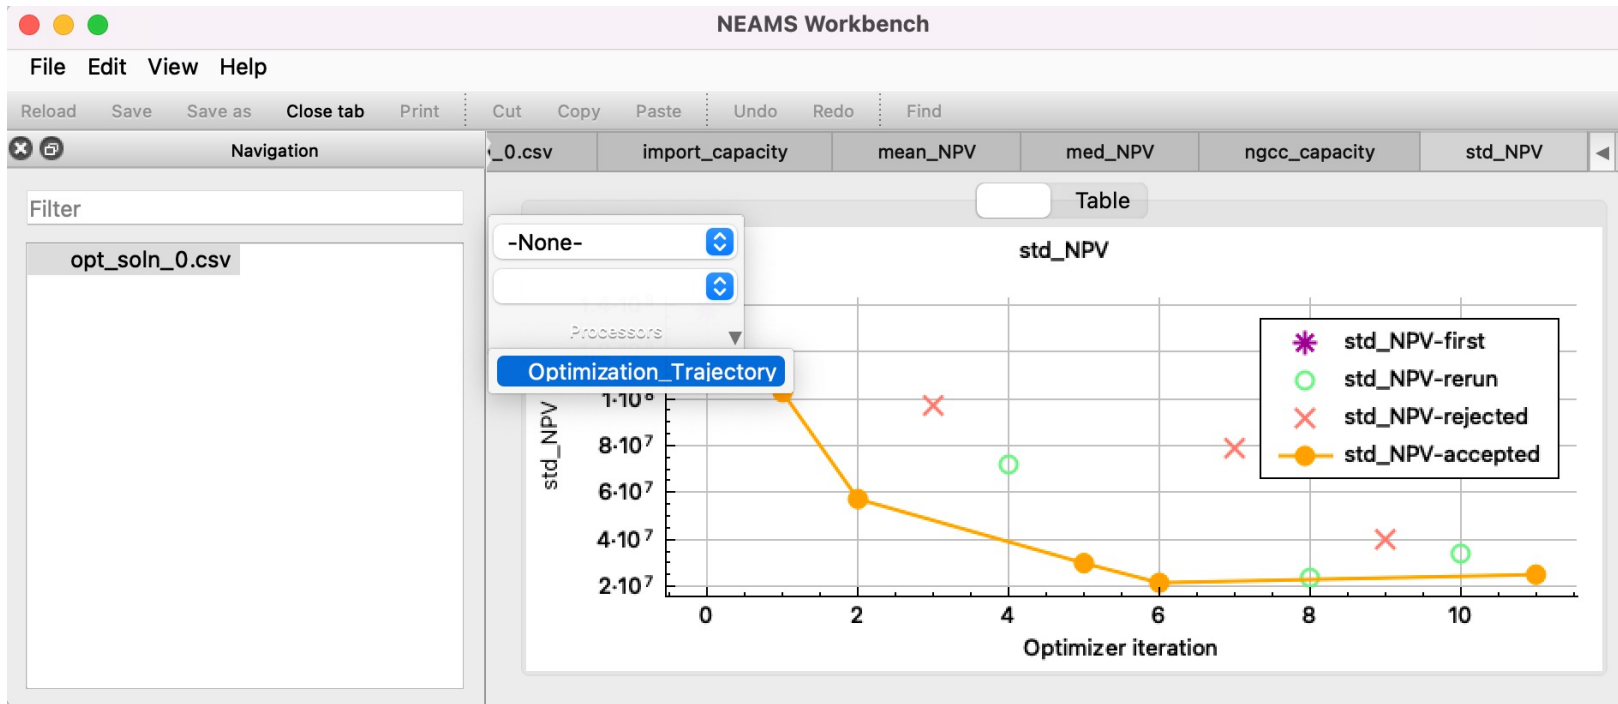 NEAMS Workbench
File Edit View Help
Reload Save Save as Close tab Print Cut Copy Paste Undo Redo Find
Navigation
_0.csv import_capacity mean_NPV med_NPV ngcc_capacity std_NPV
Filter
Table
opt_soln_0.csv
-None-
std_NPV
Processors
Optimization_Trajectory
std_NPV-first
std_NPV-rerun
std_NPV-rejected
std_NPV-accepted
std_NPV
1·10⁸
8·10⁷
6·10⁷
4·10⁷
2·10⁷
0 2 4 6 8 10
Optimizer iteration